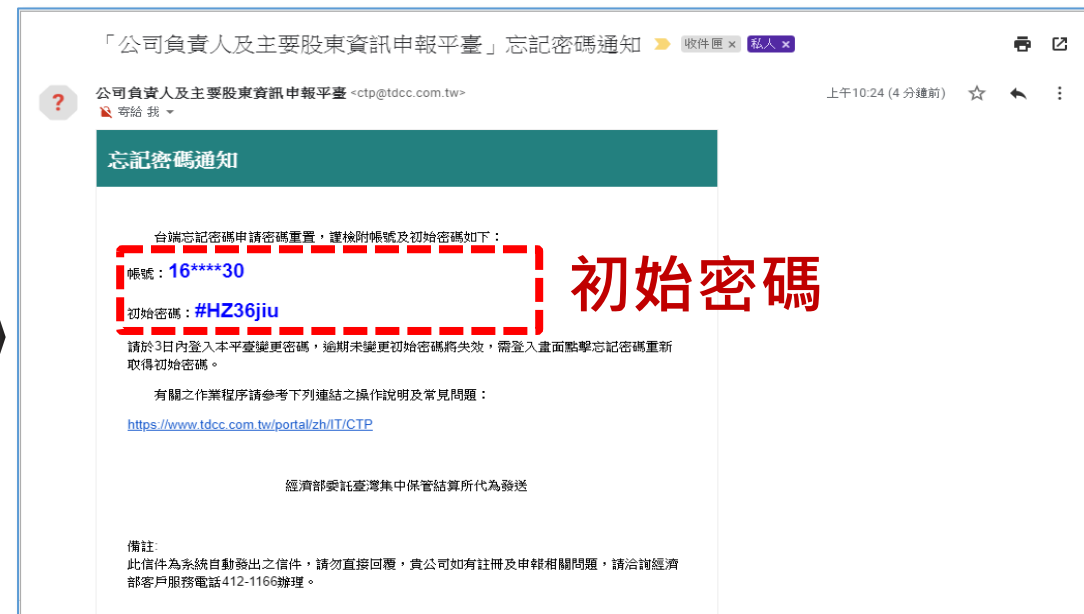 「公司負責人及主要股東資訊申報平臺」忘記密碼通知 收件匣 x 私人 x
?
公司負責人及主要股東資訊申報平臺 <ctp@tdcc.com.tw> 上午10:24 (4 分鐘前)
寄給 我
忘記密碼通知
台端忘記密碼申請密碼重置,謹檢附帳號及初始密碼如下:
帳號:16****30
初始密碼:#HZ36jiu
初始密碼
請於3日內登入本平臺變更密碼,逾期未變更初始密碼將失效,需登入畫面點擊忘記密碼重新
取得初始密碼。
有關之作業程序請參考下列連結之操作說明及常見問題:
https://www.tdcc.com.tw/portal/zh/IT/CTP
經濟部委託臺灣集中保管結算所代為發送
備註:
此信件為系統自動發出之信件,請勿直接回覆,貴公司如有註冊及申報相關問題,請洽詢經濟
部客戶服務電話412-1166辦理。